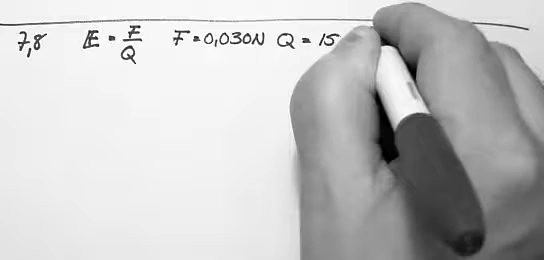 7,8 E = F/Q F = 0,030N Q = 15